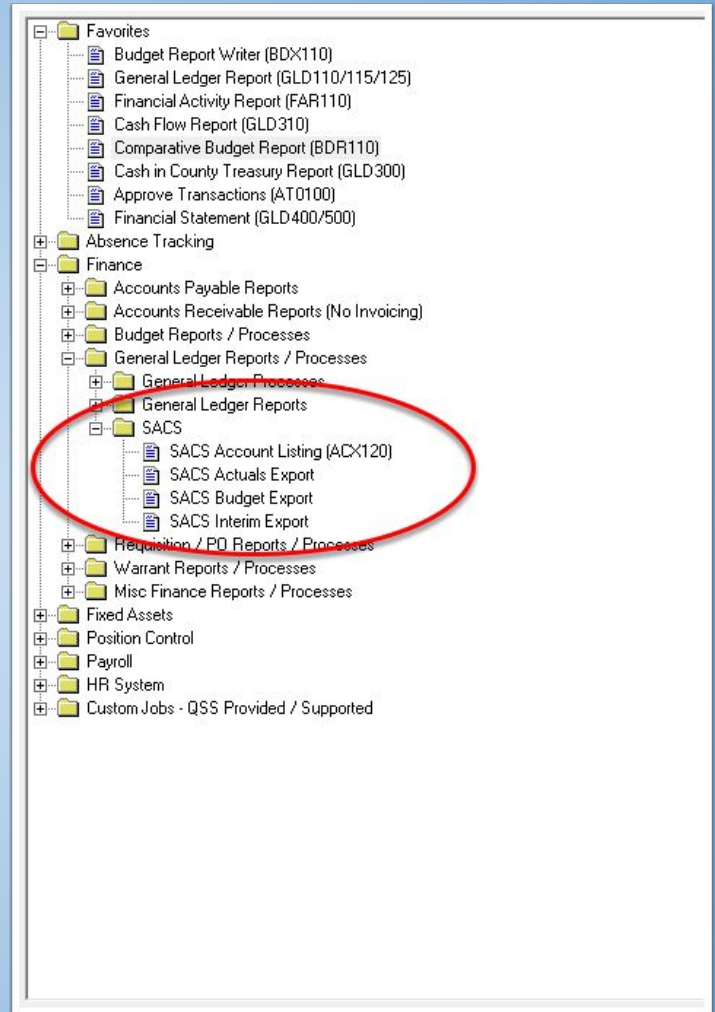 Favorites
Budget Report Writer (BDX110)
General Ledger Report (GLD110/115/125)
Financial Activity Report (FAR110)
Cash Flow Report (GLD310)
Comparative Budget Report (BDR110)
Cash in County Treasury Report (GLD300)
Approve Transactions (AT0100)
Financial Statement (GLD400/500)
Absence Tracking
Finance
Accounts Payable Reports
Accounts Receivable Reports (No Invoicing)
Budget Reports / Processes
General Ledger Reports / Processes
General Ledger Processes
General Ledger Reports
SACS
SACS Account Listing (ACX120)
SACS Actuals Export
SACS Budget Export
SACS Interim Export
Requisition / PO Reports / Processes
Warrant Reports / Processes
Misc Finance Reports / Processes
Fixed Assets
Position Control
Payroll
HR System
Custom Jobs - QSS Provided / Supported